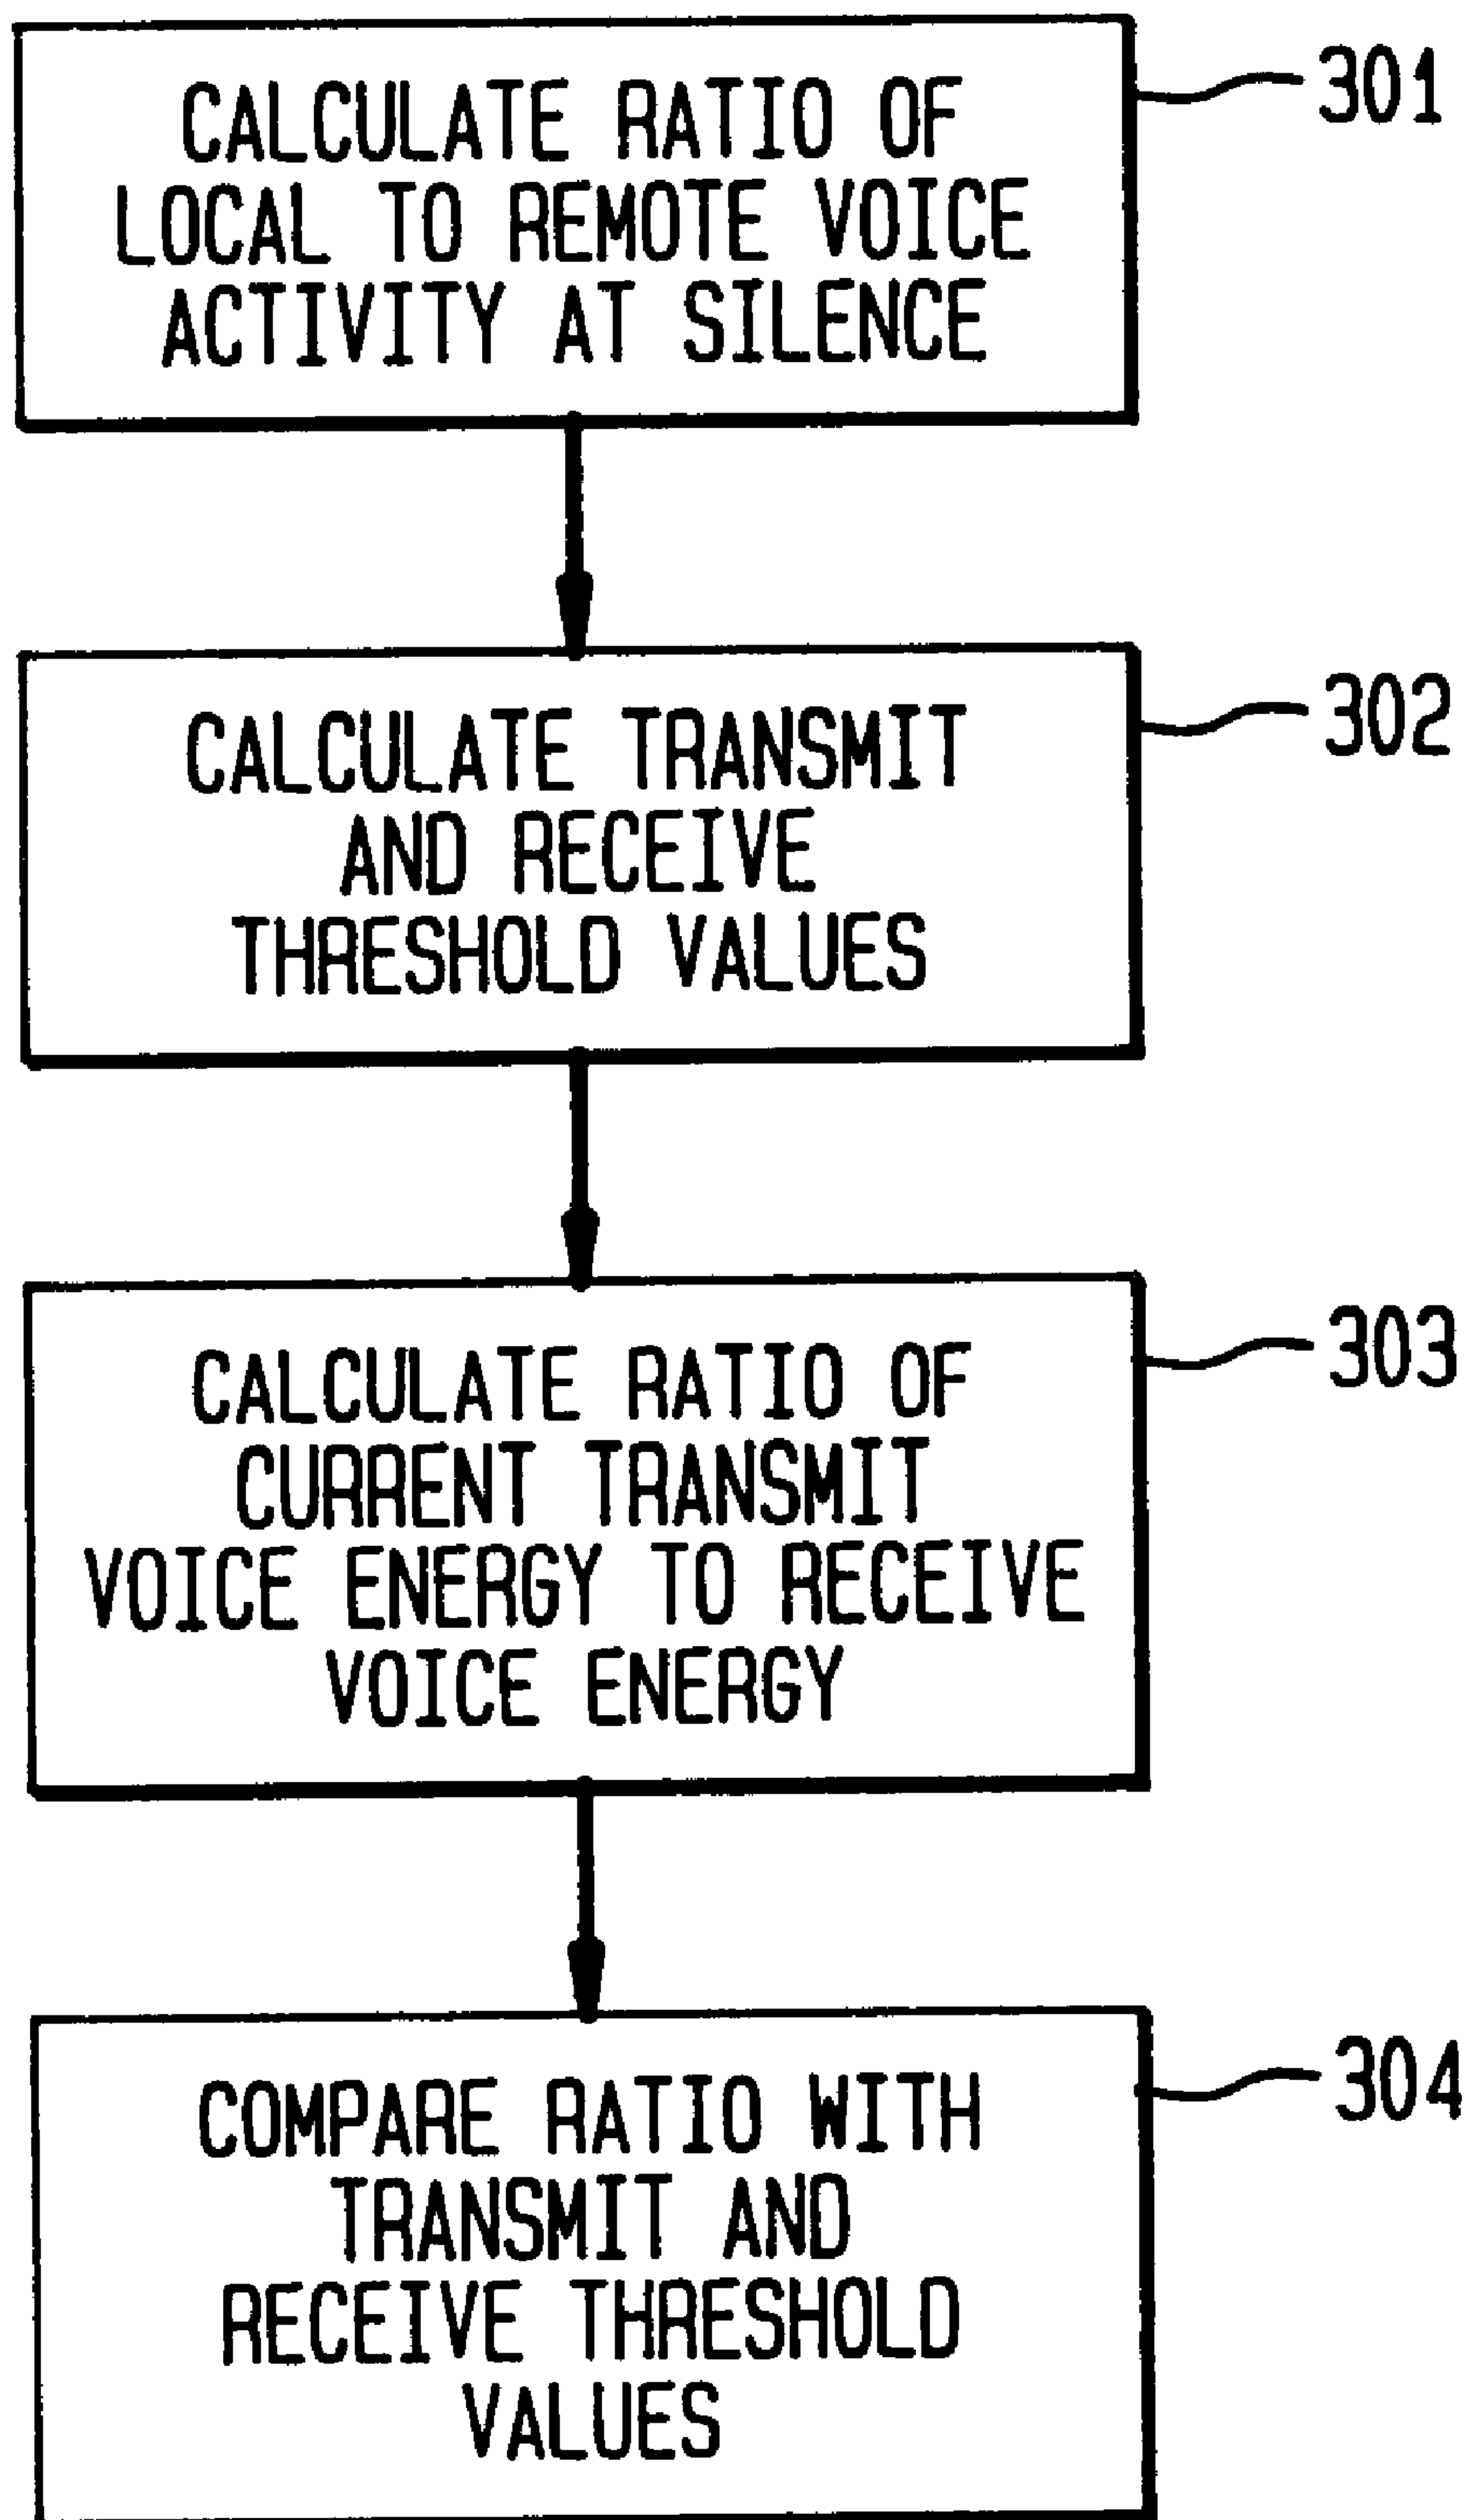 CALCULATE RATIO OF
LOCAL TO REMOTE VOICE
ACTIVITY AT SILENCE
301
CALCULATE TRANSMIT
AND RECEIVE
THRESHOLD VALUES
302
CALCULATE RATIO OF
CURRENT TRANSMIT
VOICE ENERGY TO RECEIVE
VOICE ENERGY
303
COMPARE RATIO WITH
TRANSMIT AND
RECEIVE THRESHOLD
VALUES
304